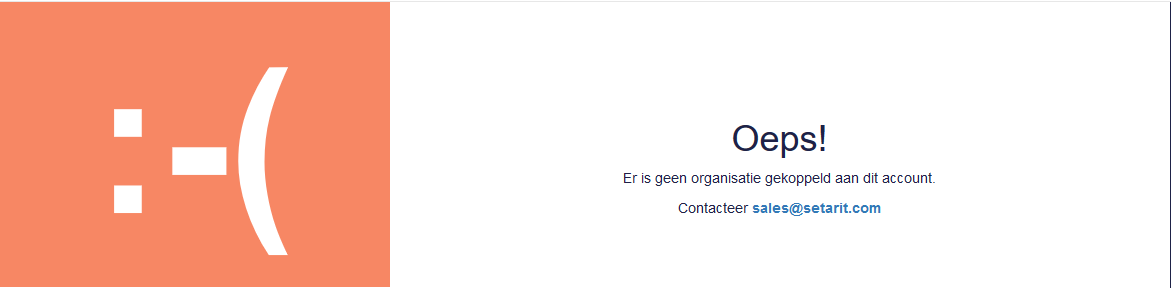 :-(
Oeps!
Er is geen organisatie gekoppeld aan dit account.
Contacteer sales@setarit.com